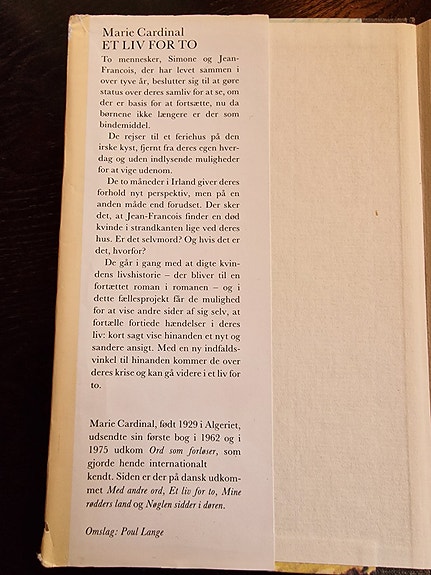 Marie Cardinal
ET LIV FOR TO
To mennesker, Simone og Jean-
Francois, der har levet sammen i
over tyve år, beslutter sig til at gøre
status over deres samliv for at se, om
der er basis for at fortsætte, nu da
børnene ikke længere er der som
bindemiddel.
De rejser til et feriehus på den
irske kyst, fjernt fra deres egen hver-
dag og uden indlysende muligheder
for at vige udenom.
De to måneder i Irland giver deres
forhold nyt perspektiv, men på en
anden måde end forudset. Der sker
det, at Jean-Francois finder en død
kvinde i strandkanten lige ved deres
hus. Er det selvmord? Og hvis det er
det, hvorfor?
De går i gang med at digte kvin-
dens livshistorie – der bliver til en
fortættet roman i romanen – og i
dette fællesprojekt får de mulighed
for at vise andre sider af sig selv, at
fortælle fortiede hændelser i deres
liv: kort sagt vise hinanden et nyt og
sandere ansigt. Med en ny indfalds-
vinkel til hinanden kommer de over
deres krise og kan gå videre i et liv for
to.
Marie Cardinal, født 1929 i Algeriet,
udsendte sin første bog i 1962 og i
1975 udkom Ord som forløser, som
gjorde hende internationalt
kendt. Siden er der på dansk udkom-
met Med andre ord, Et liv for to, Mine
rødders land og Nøglen sidder i døren.
Omslag: Poul Lange